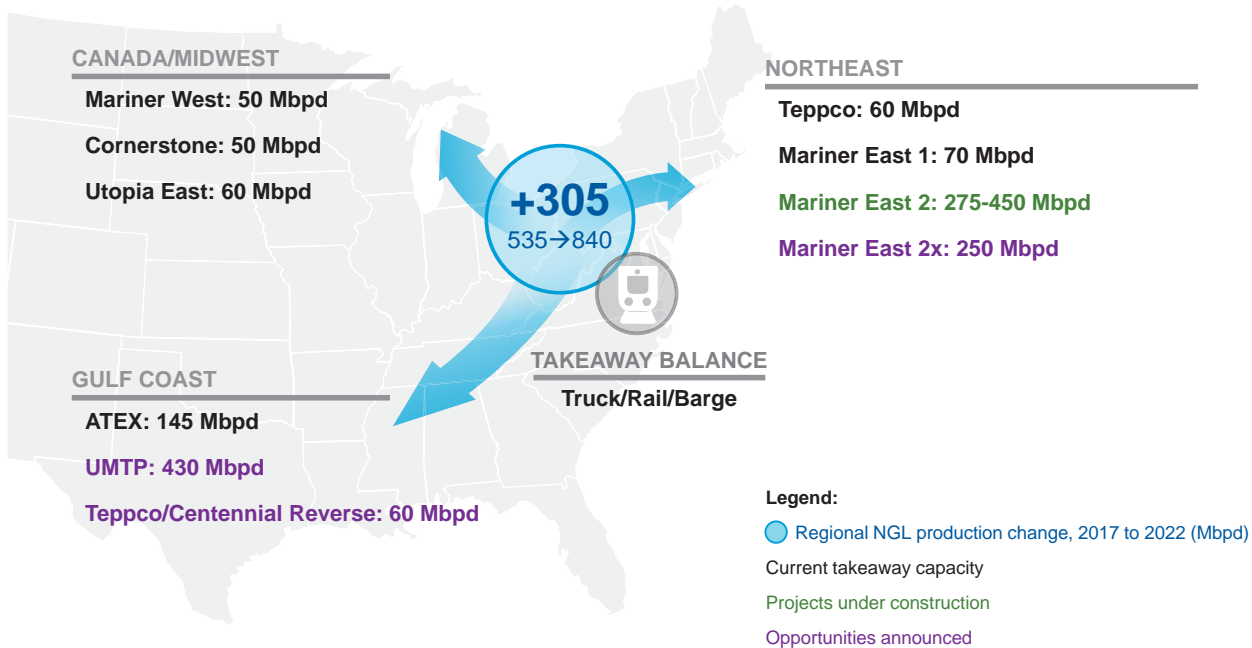 CANADA/MIDWEST
Mariner West: 50 Mbpd
Cornerstone: 50 Mbpd
Utopia East: 60 Mbpd
NORTHEAST
Teppco: 60 Mbpd
Mariner East 1: 70 Mbpd
Mariner East 2: 275-450 Mbpd
Mariner East 2x: 250 Mbpd
+305
535→840
TAKEAWAY BALANCE
Truck/Rail/Barge
GULF COAST
ATEX: 145 Mbpd
UMTP: 430 Mbpd
Teppco/Centennial Reverse: 60 Mbpd
Legend:
Regional NGL production change, 2017 to 2022 (Mbpd)
Current takeaway capacity
Projects under construction
Opportunities announced